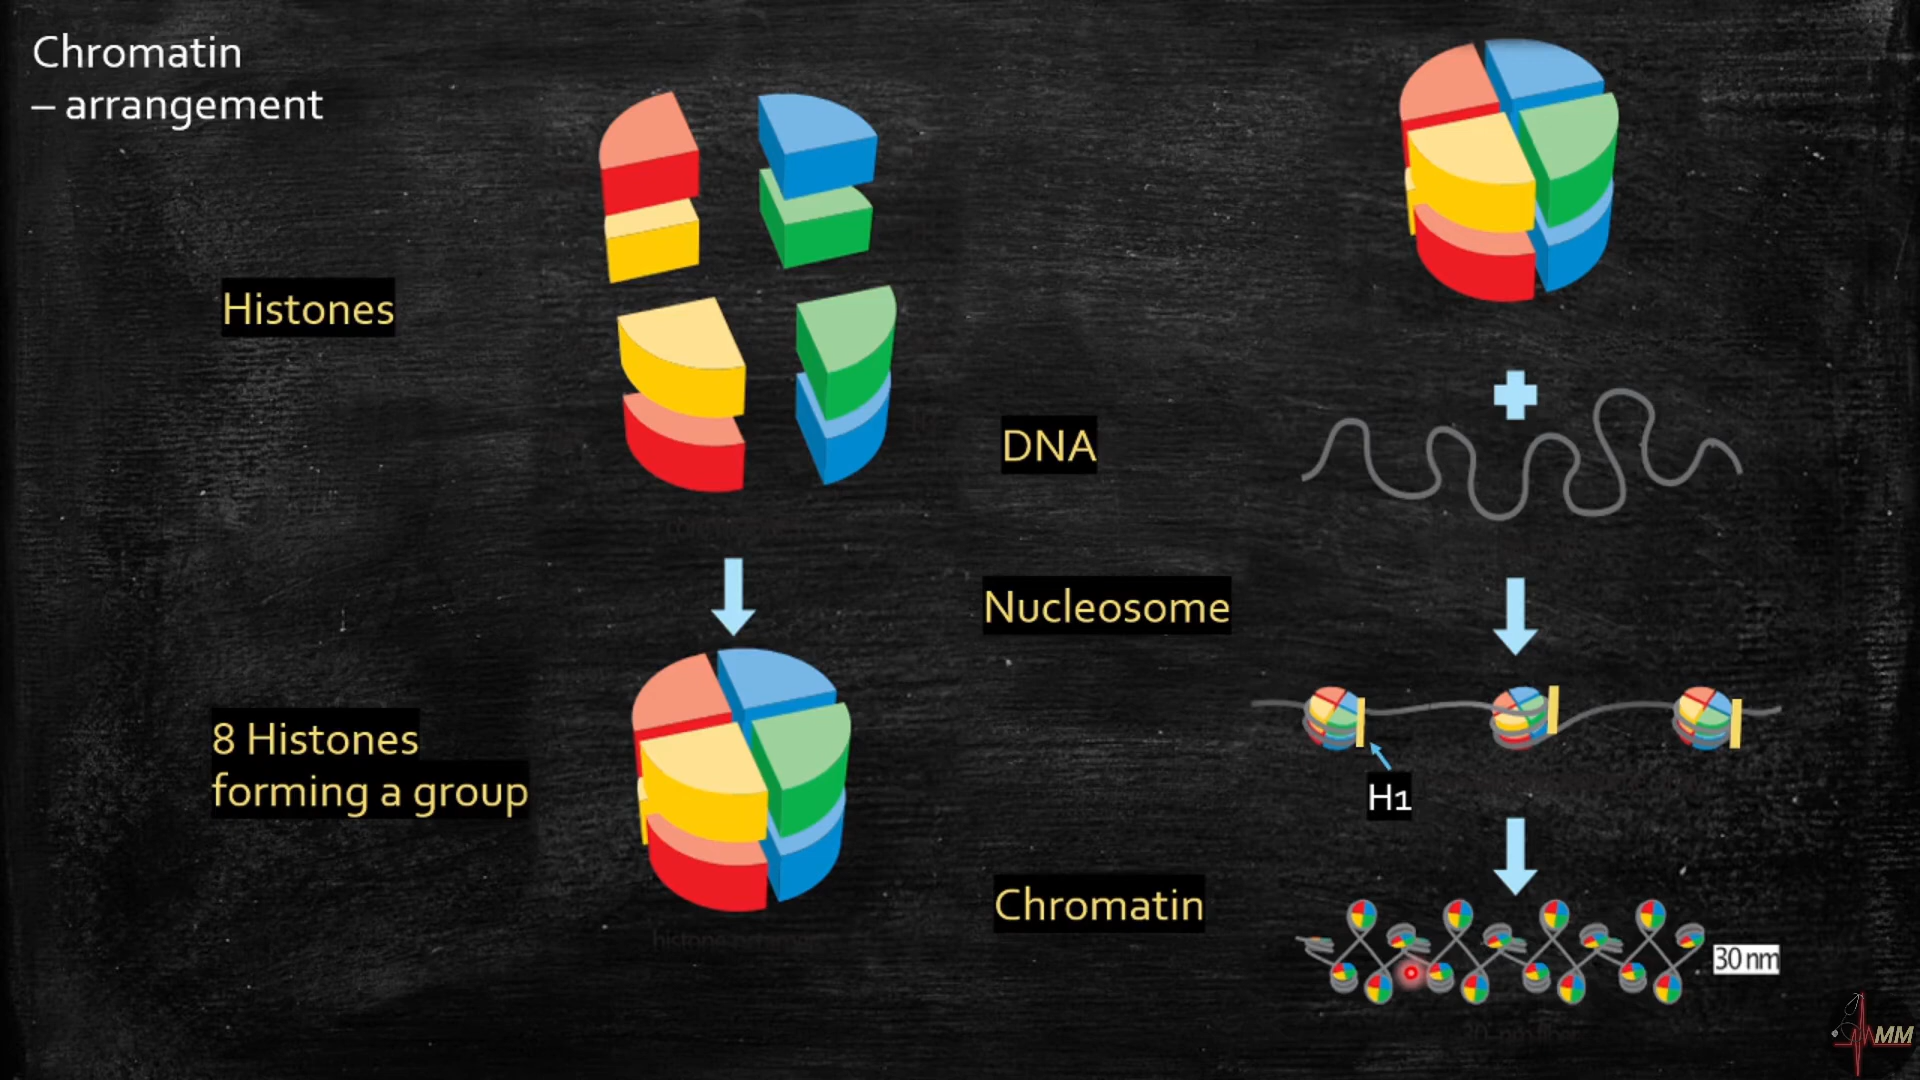 Chromatin
– arrangement
Histones
8 Histones
forming a group
DNA
Nucleosome
H1
Chromatin
30 nm
MM